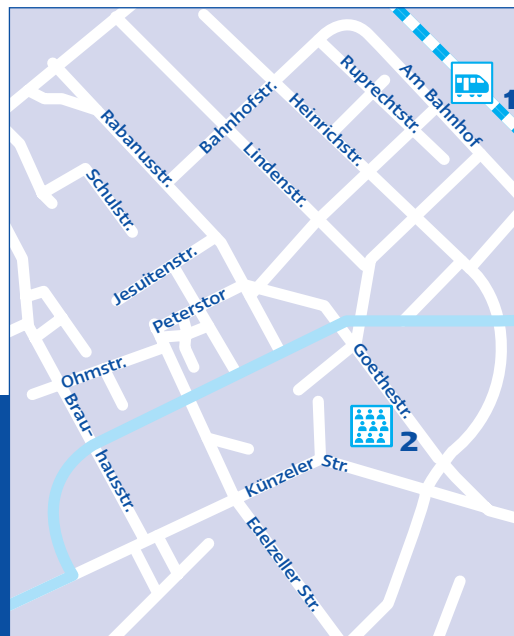 Am Bahnhof
1
Ruprechtstr.
Bahnhofstr.
Heinrichstr.
Rabanusstr.
Lindenstr.
Schulstr.
Jesuitenstr.
Peterstor
Ohmstr.
Goethestr.
Brau-
hausstr.
2
Künzeler Str.
Edelzeller Str.